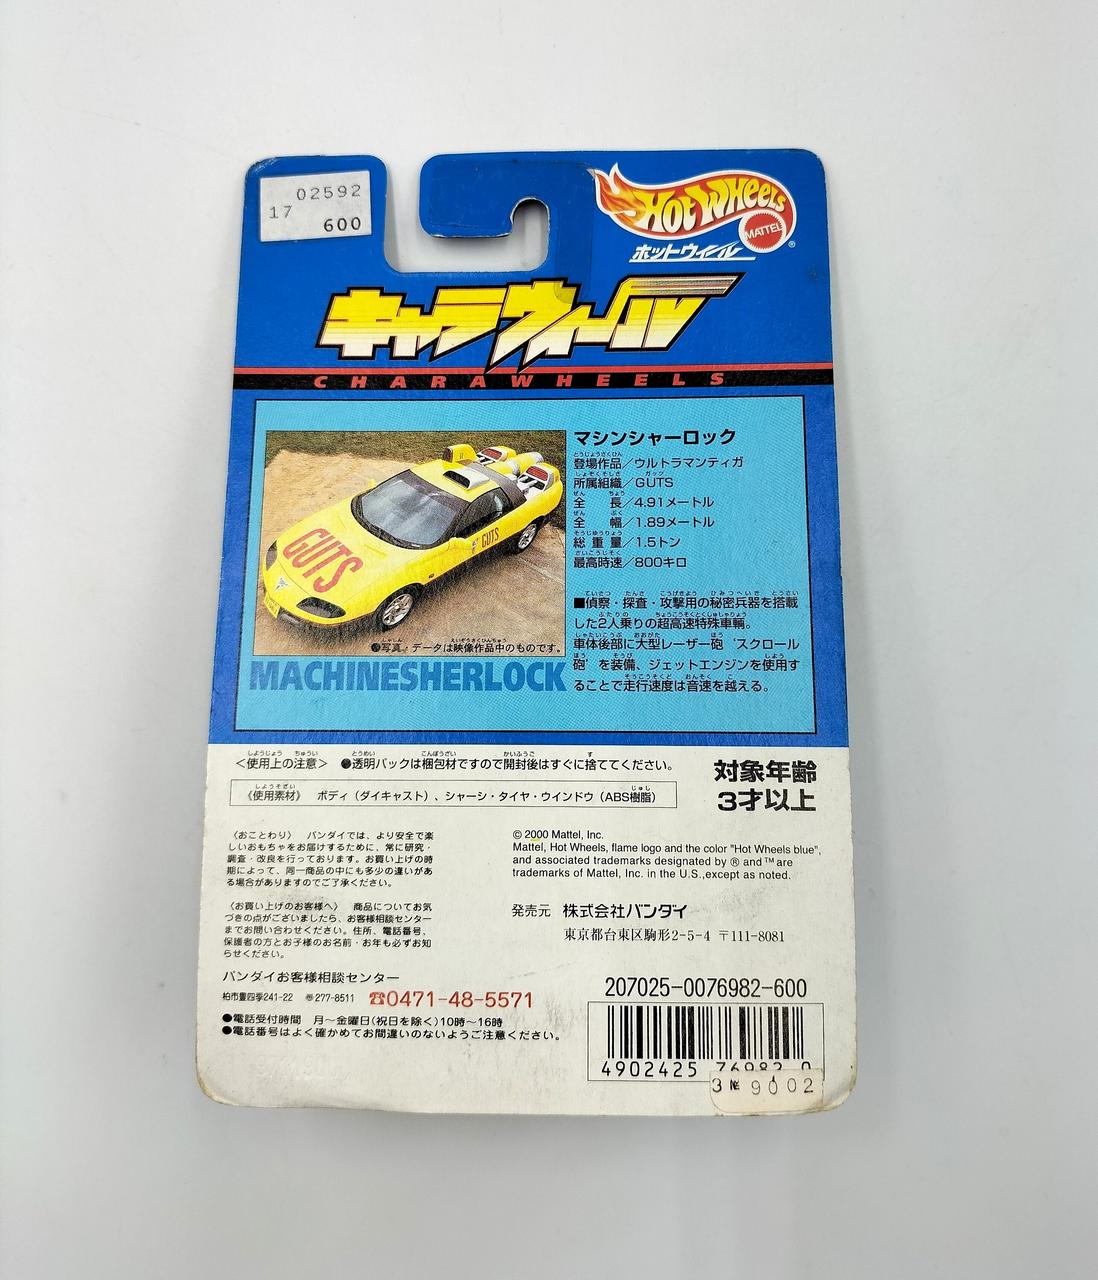 02592
17
600
HOT WHEELS
MATTEL
®
ホットウィール
キャラウィール
CHARAWHEELS
GUTS
GUTS
●写真・データは映像作品中のものです。
MACHINESHERLOCK
マシンシャーロック
登場作品／ウルトラマンティガ
所属組織／GUTS
全長／4.91メートル
全幅／1.89メートル
総重量／1.5トン
最高時速／800キロ
■偵察・探査・攻撃用の秘密兵器を搭載
した2人乗りの超高速特殊車輌。
車体後部に大型レーザー砲‘スクロール
砲’を装備、ジェットエンジンを使用す
ることで走行速度は音速を越える。
＜使用上の注意＞ ●透明パックは梱包材ですので開封後はすぐに捨ててください。
《使用素材》 ボディ（ダイキャスト）、シャーシ・タイヤ・ウインドウ（ABS樹脂）
対象年齢
3才以上
〈おことわり〉 バンダイでは、より安全で楽
しいおもちゃをお届けするために、常に研究・
調査・改良を行っております。お買い上げの時
期によって、同一商品の中にも多少の違いがあ
る場合がありますのでご了承ください。
〈お買い上げのお客様へ〉 商品についてお気
づきの点がございましたら、お客様相談センター
までお問い合わせください。住所、電話番号、
保護者の方とお子様のお名前・お年も必ずお知
らせください。
バンダイお客様相談センター
柏市豊四季241-22 〒277-8511 ☎0471-48-5571
●電話受付時間 月～金曜日(祝日を除く)10時～16時
●電話番号はよく確かめてお間違いのないようご注意ください。
© 2000 Mattel, Inc.
Mattel, Hot Wheels, flame logo and the color "Hot Wheels blue",
and associated trademarks designated by ® and ™ are
trademarks of Mattel, Inc. in the U.S.,except as noted.
発売元 株式会社バンダイ
東京都台東区駒形2-5-4 〒111-8081
207025-0076982-600
4902425 76982 0
9002